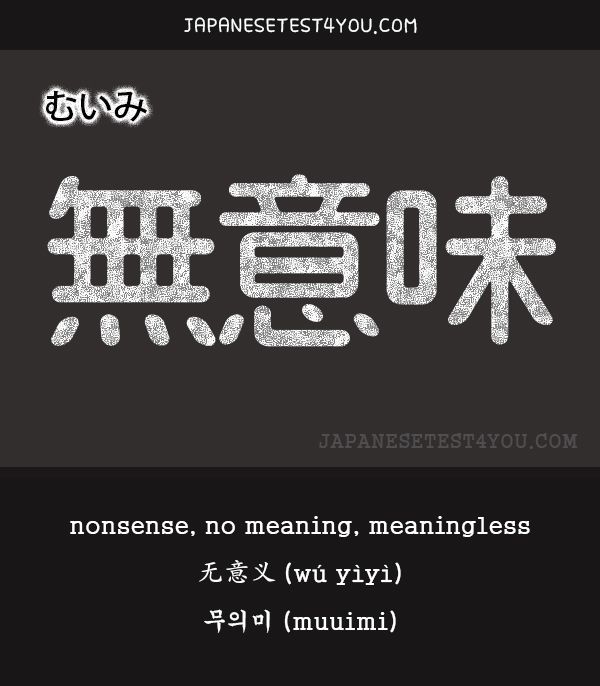 JAPANESETEST4YOU.COM
むいみ
無意味
JAPANESETEST4YOU.COM
nonsense, no meaning, meaningless
无意义 (wú yìyì)
무의미 (muuimi)